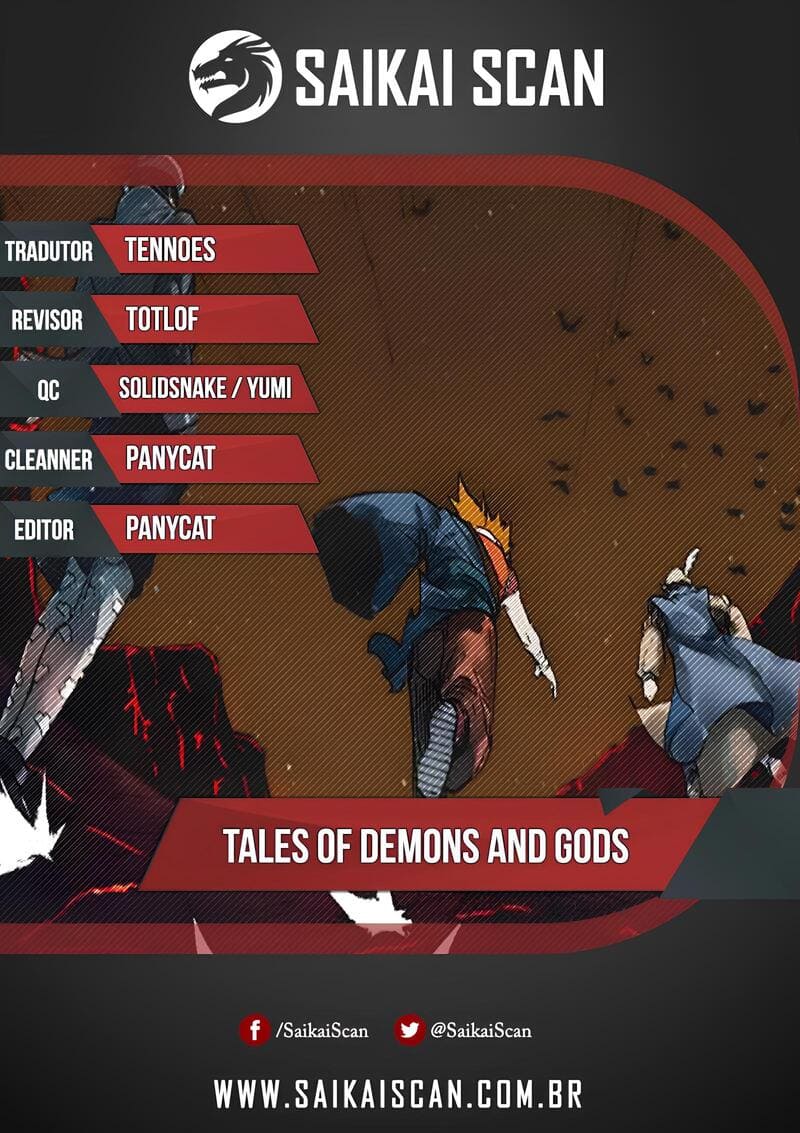 SAIKAI SCAN
TRADUTOR TENNOES
REVISOR TOTLOF
QC SOLIDSNAKE / YUMI
CLEANNER PANYCAT
EDITOR PANYCAT
TALES OF DEMONS AND GODS
f /SaikaiScan @SaikaiScan
WWW.SAIKAISCAN.COM.BR